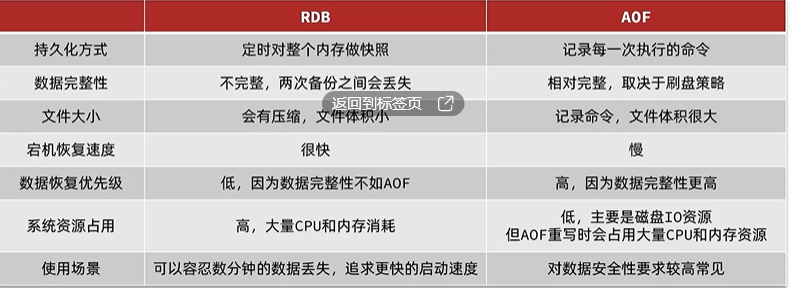 RDB AOF
持久化方式 定时对整个内存做快照 记录每一次执行的命令
数据完整性 不完整，两次备份之间会丢失 相对完整，取决于刷盘策略
返回到标签页
文件大小 会有压缩，文件体积小 记录命令，文件体积很大
宕机恢复速度 很快 慢
数据恢复优先级 低，因为数据完整性不如AOF 高，因为数据完整性更高
系统资源占用 高，大量CPU和内存消耗 低，主要是磁盘IO资源
但AOF重写时会占用大量CPU和内存资源
使用场景 可以容忍数分钟的数据丢失，追求更快的启动速度 对数据安全性要求较高常见